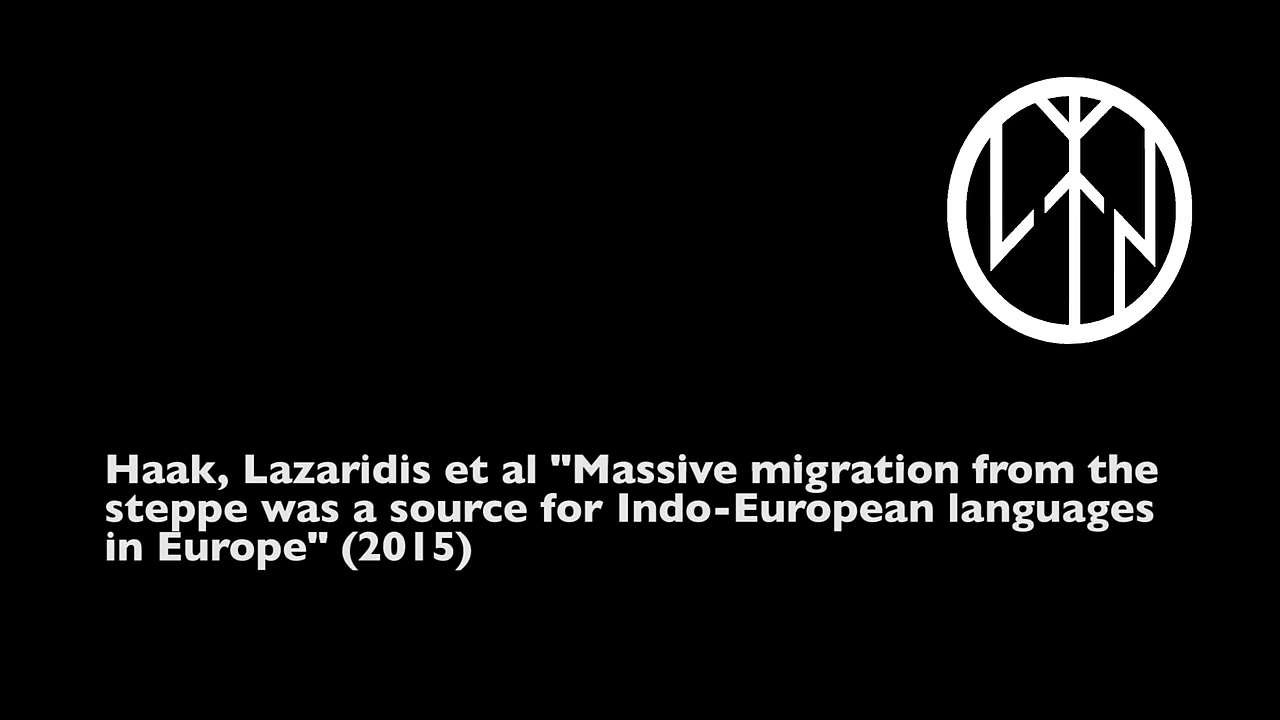 Haak, Lazaridis et al "Massive migration from the
steppe was a source for Indo-European languages
in Europe" (2015)